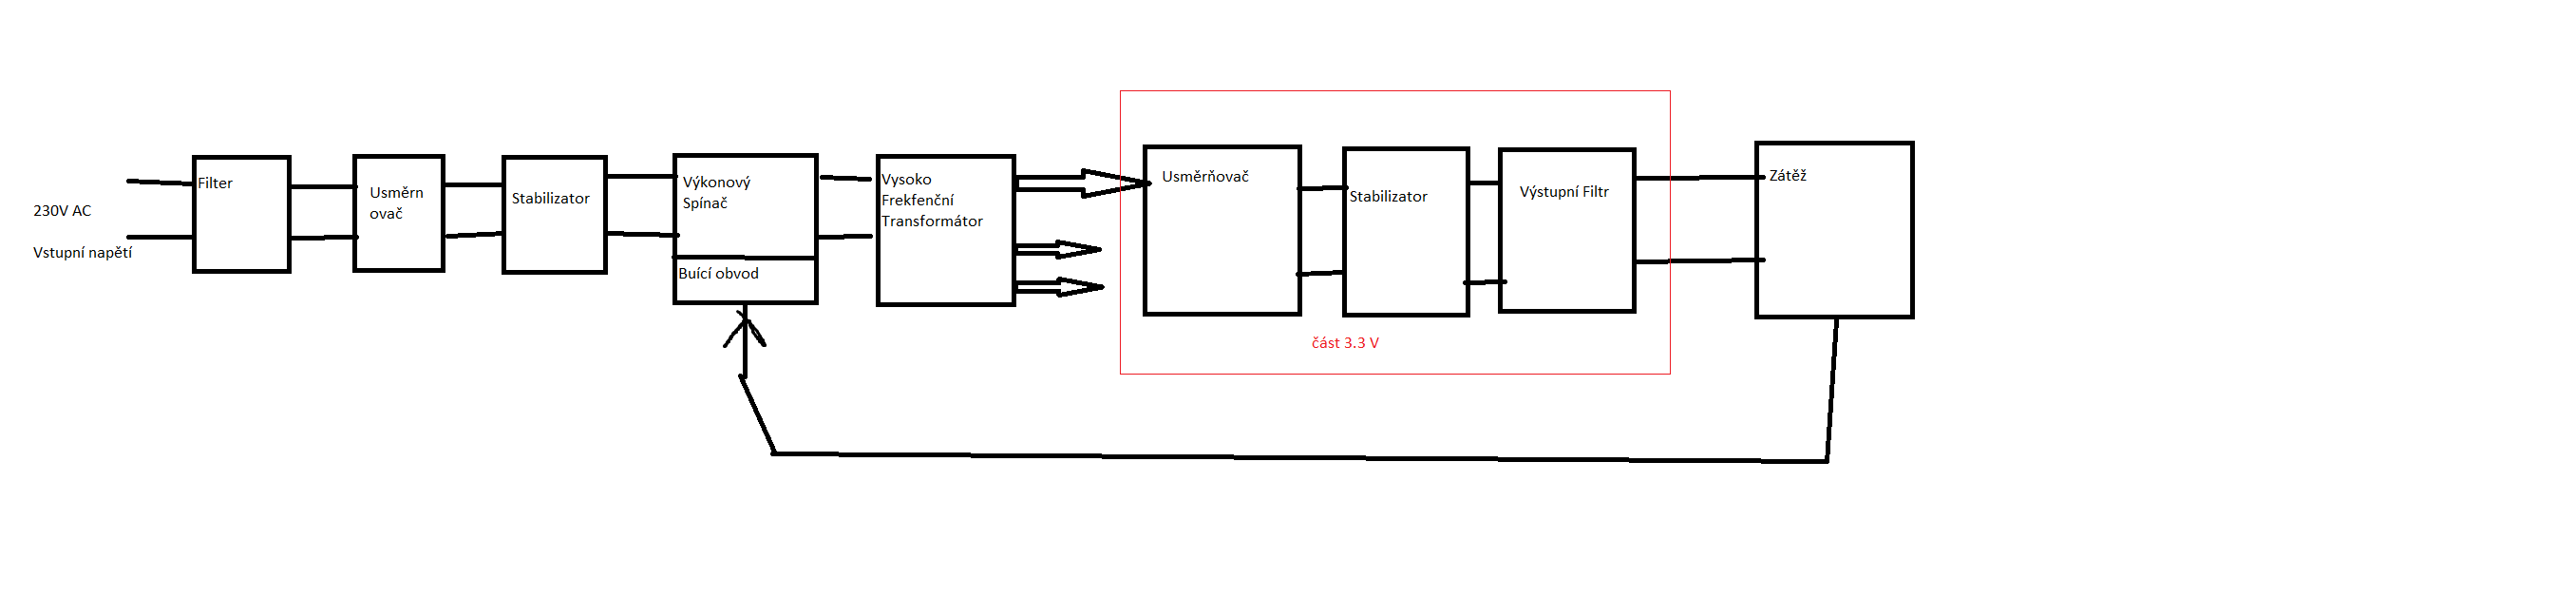 230V AC
Vstupní napětí
Filter
Usměrn
ovač
Stabilizator
Výkonový
Spínač
Buící obvod
Vysoko
Frekfenční
Transformátor
Usměrňovač
Stabilizator
Výstupní Filtr
část 3.3 V
Zátěž